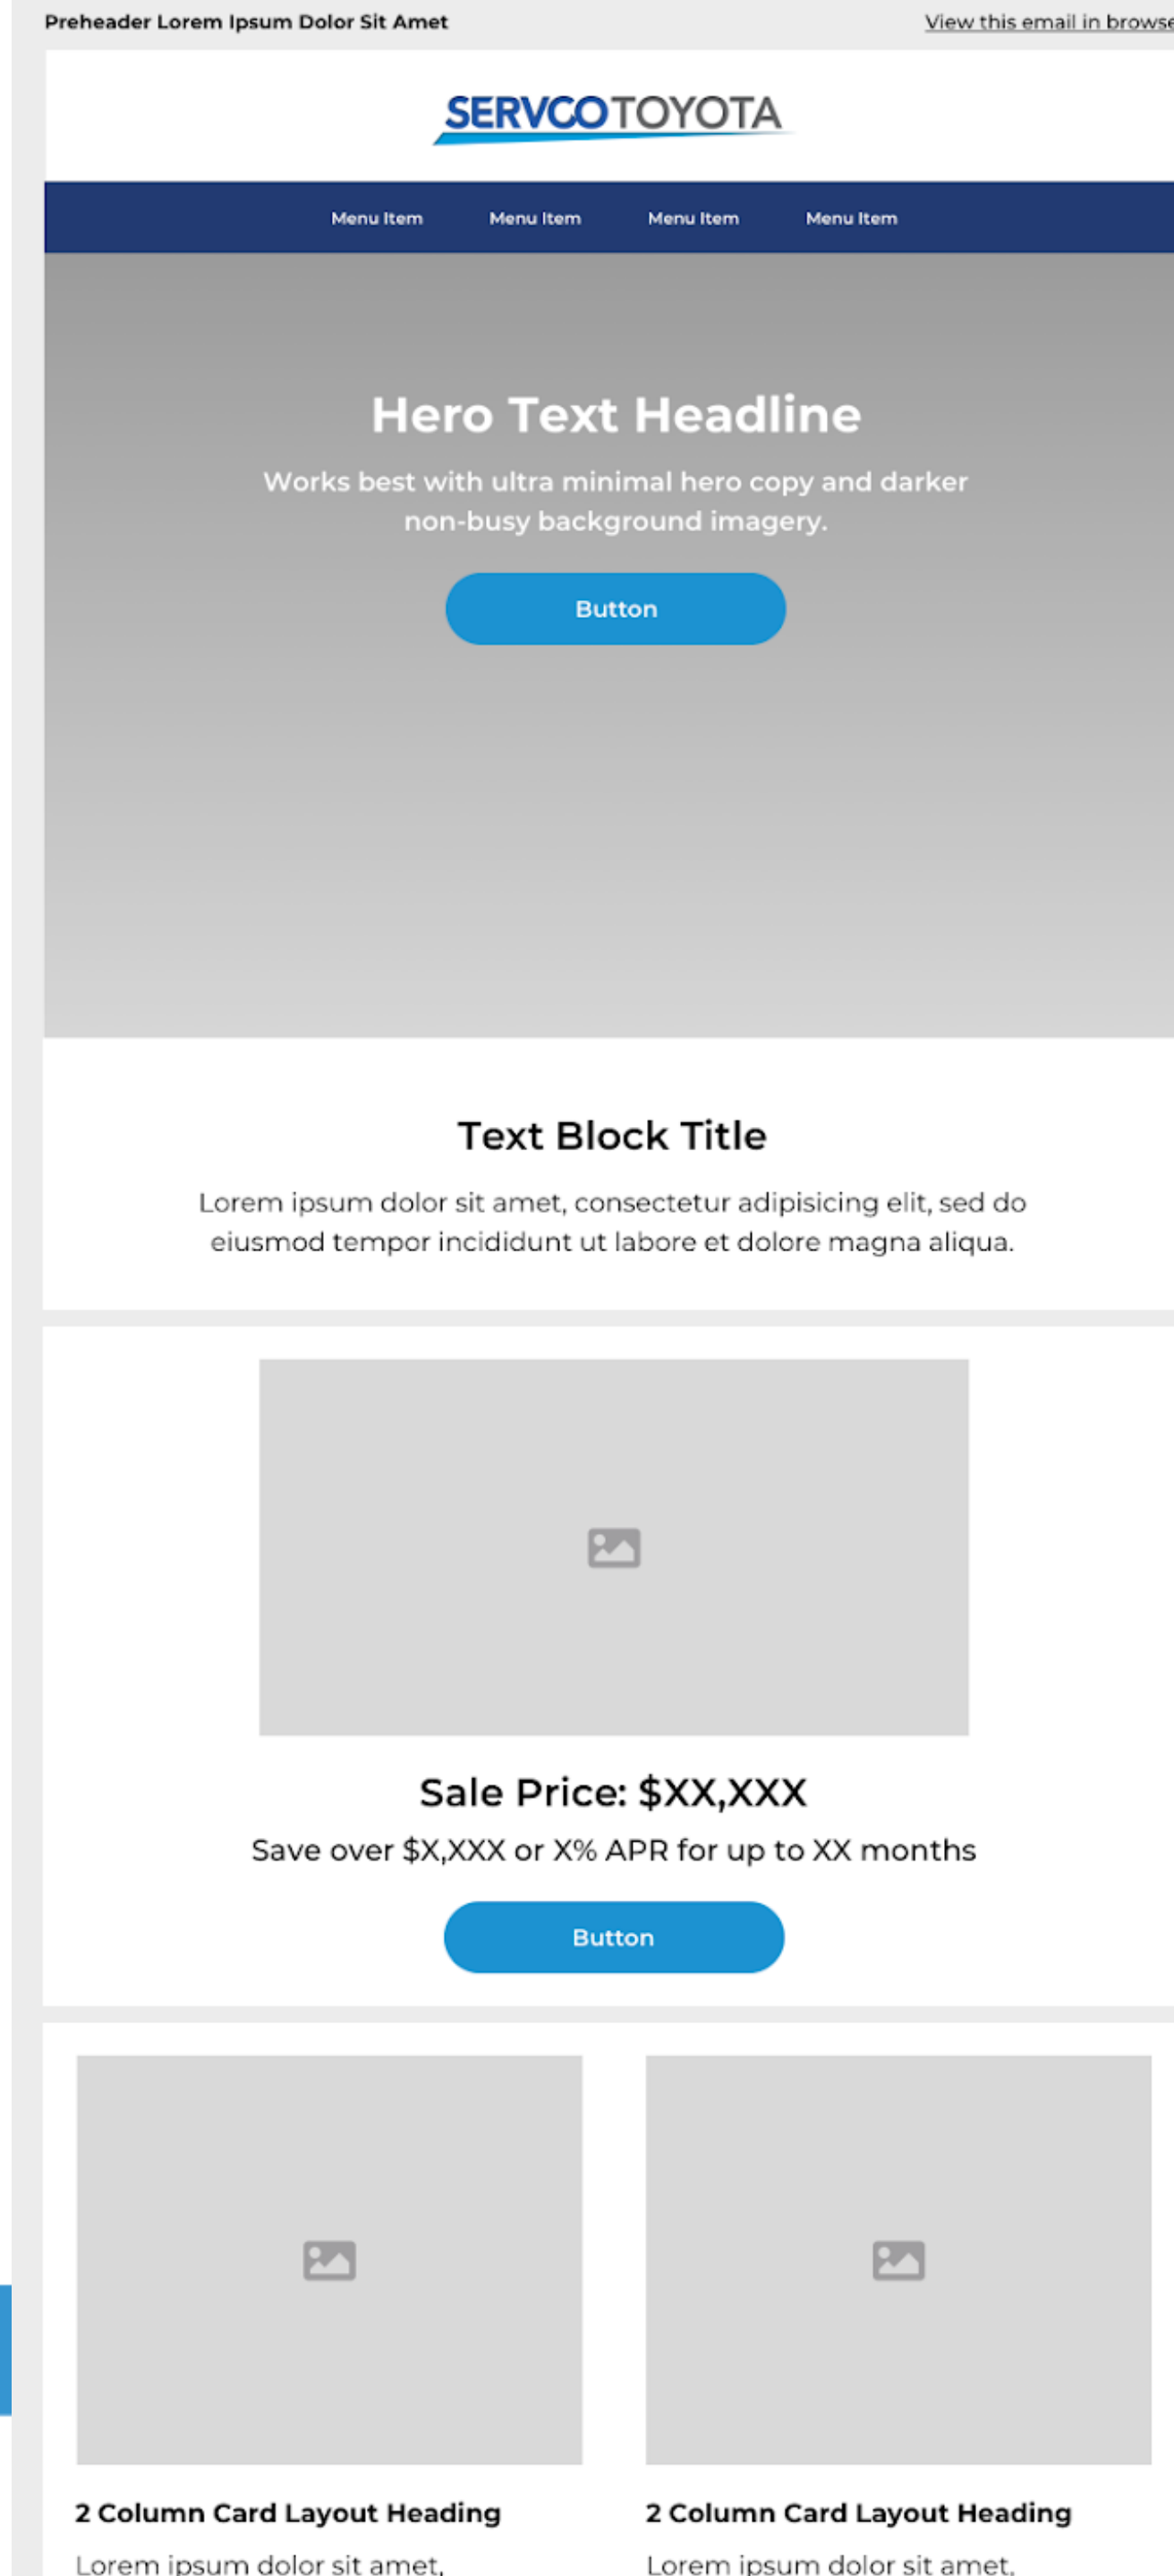 Preheader Lorem Ipsum Dolor Sit Amet
View this email in browse
SERVCO TOYOTA
Menu Item Menu Item Menu Item Menu Item
Hero Text Headline
Works best with ultra minimal hero copy and darker
non-busy background imagery.
Button
Text Block Title
Lorem ipsum dolor sit amet, consectetur adipisicing elit, sed do
eiusmod tempor incididunt ut labore et dolore magna aliqua.
Sale Price: $XX,XXX
Save over $X,XXX or X% APR for up to XX months
Button
2 Column Card Layout Heading
Lorem ipsum dolor sit amet,
2 Column Card Layout Heading
Lorem ipsum dolor sit amet,